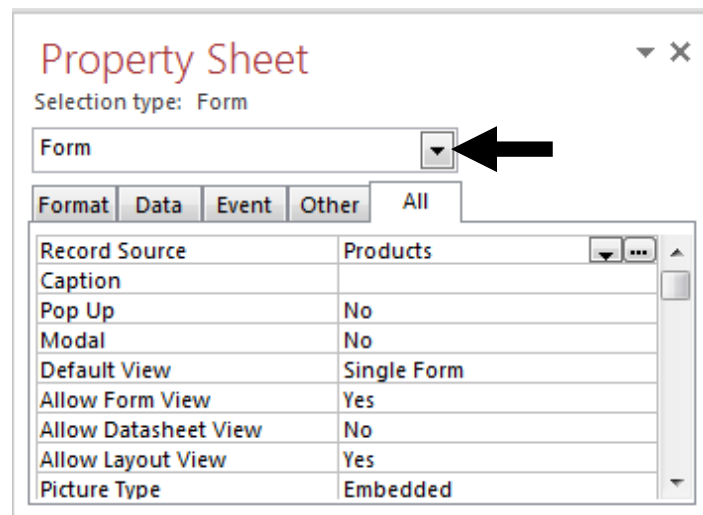 Property Sheet
Selection type: Form
Form
Format Data Event Other All
Record Source Products
Caption
Pop Up No
Modal No
Default View Single Form
Allow Form View Yes
Allow Datasheet View No
Allow Layout View Yes
Picture Type Embedded